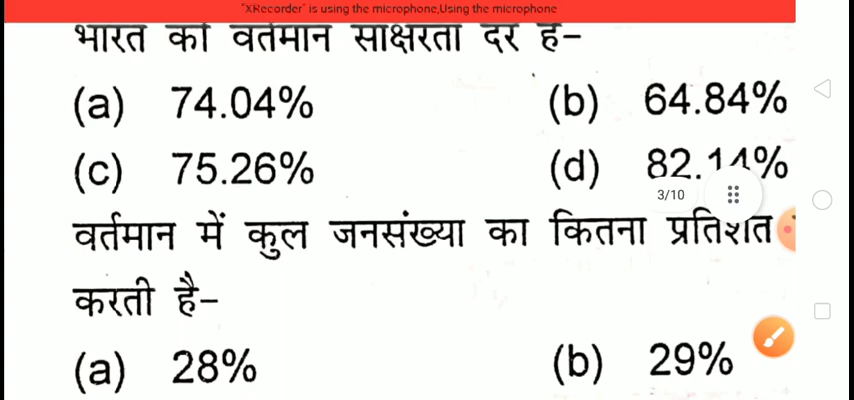 "XRecorder" is using the microphone,Using the microphone
भारत की वर्तमान साक्षरता दर है–
(a) 74.04% (b) 64.84%
(c) 75.26% (d) 82.14%
3/10
वर्तमान में कुल जनसंख्या का कितना प्रतिशत
करती है–
(a) 28% (b) 29%